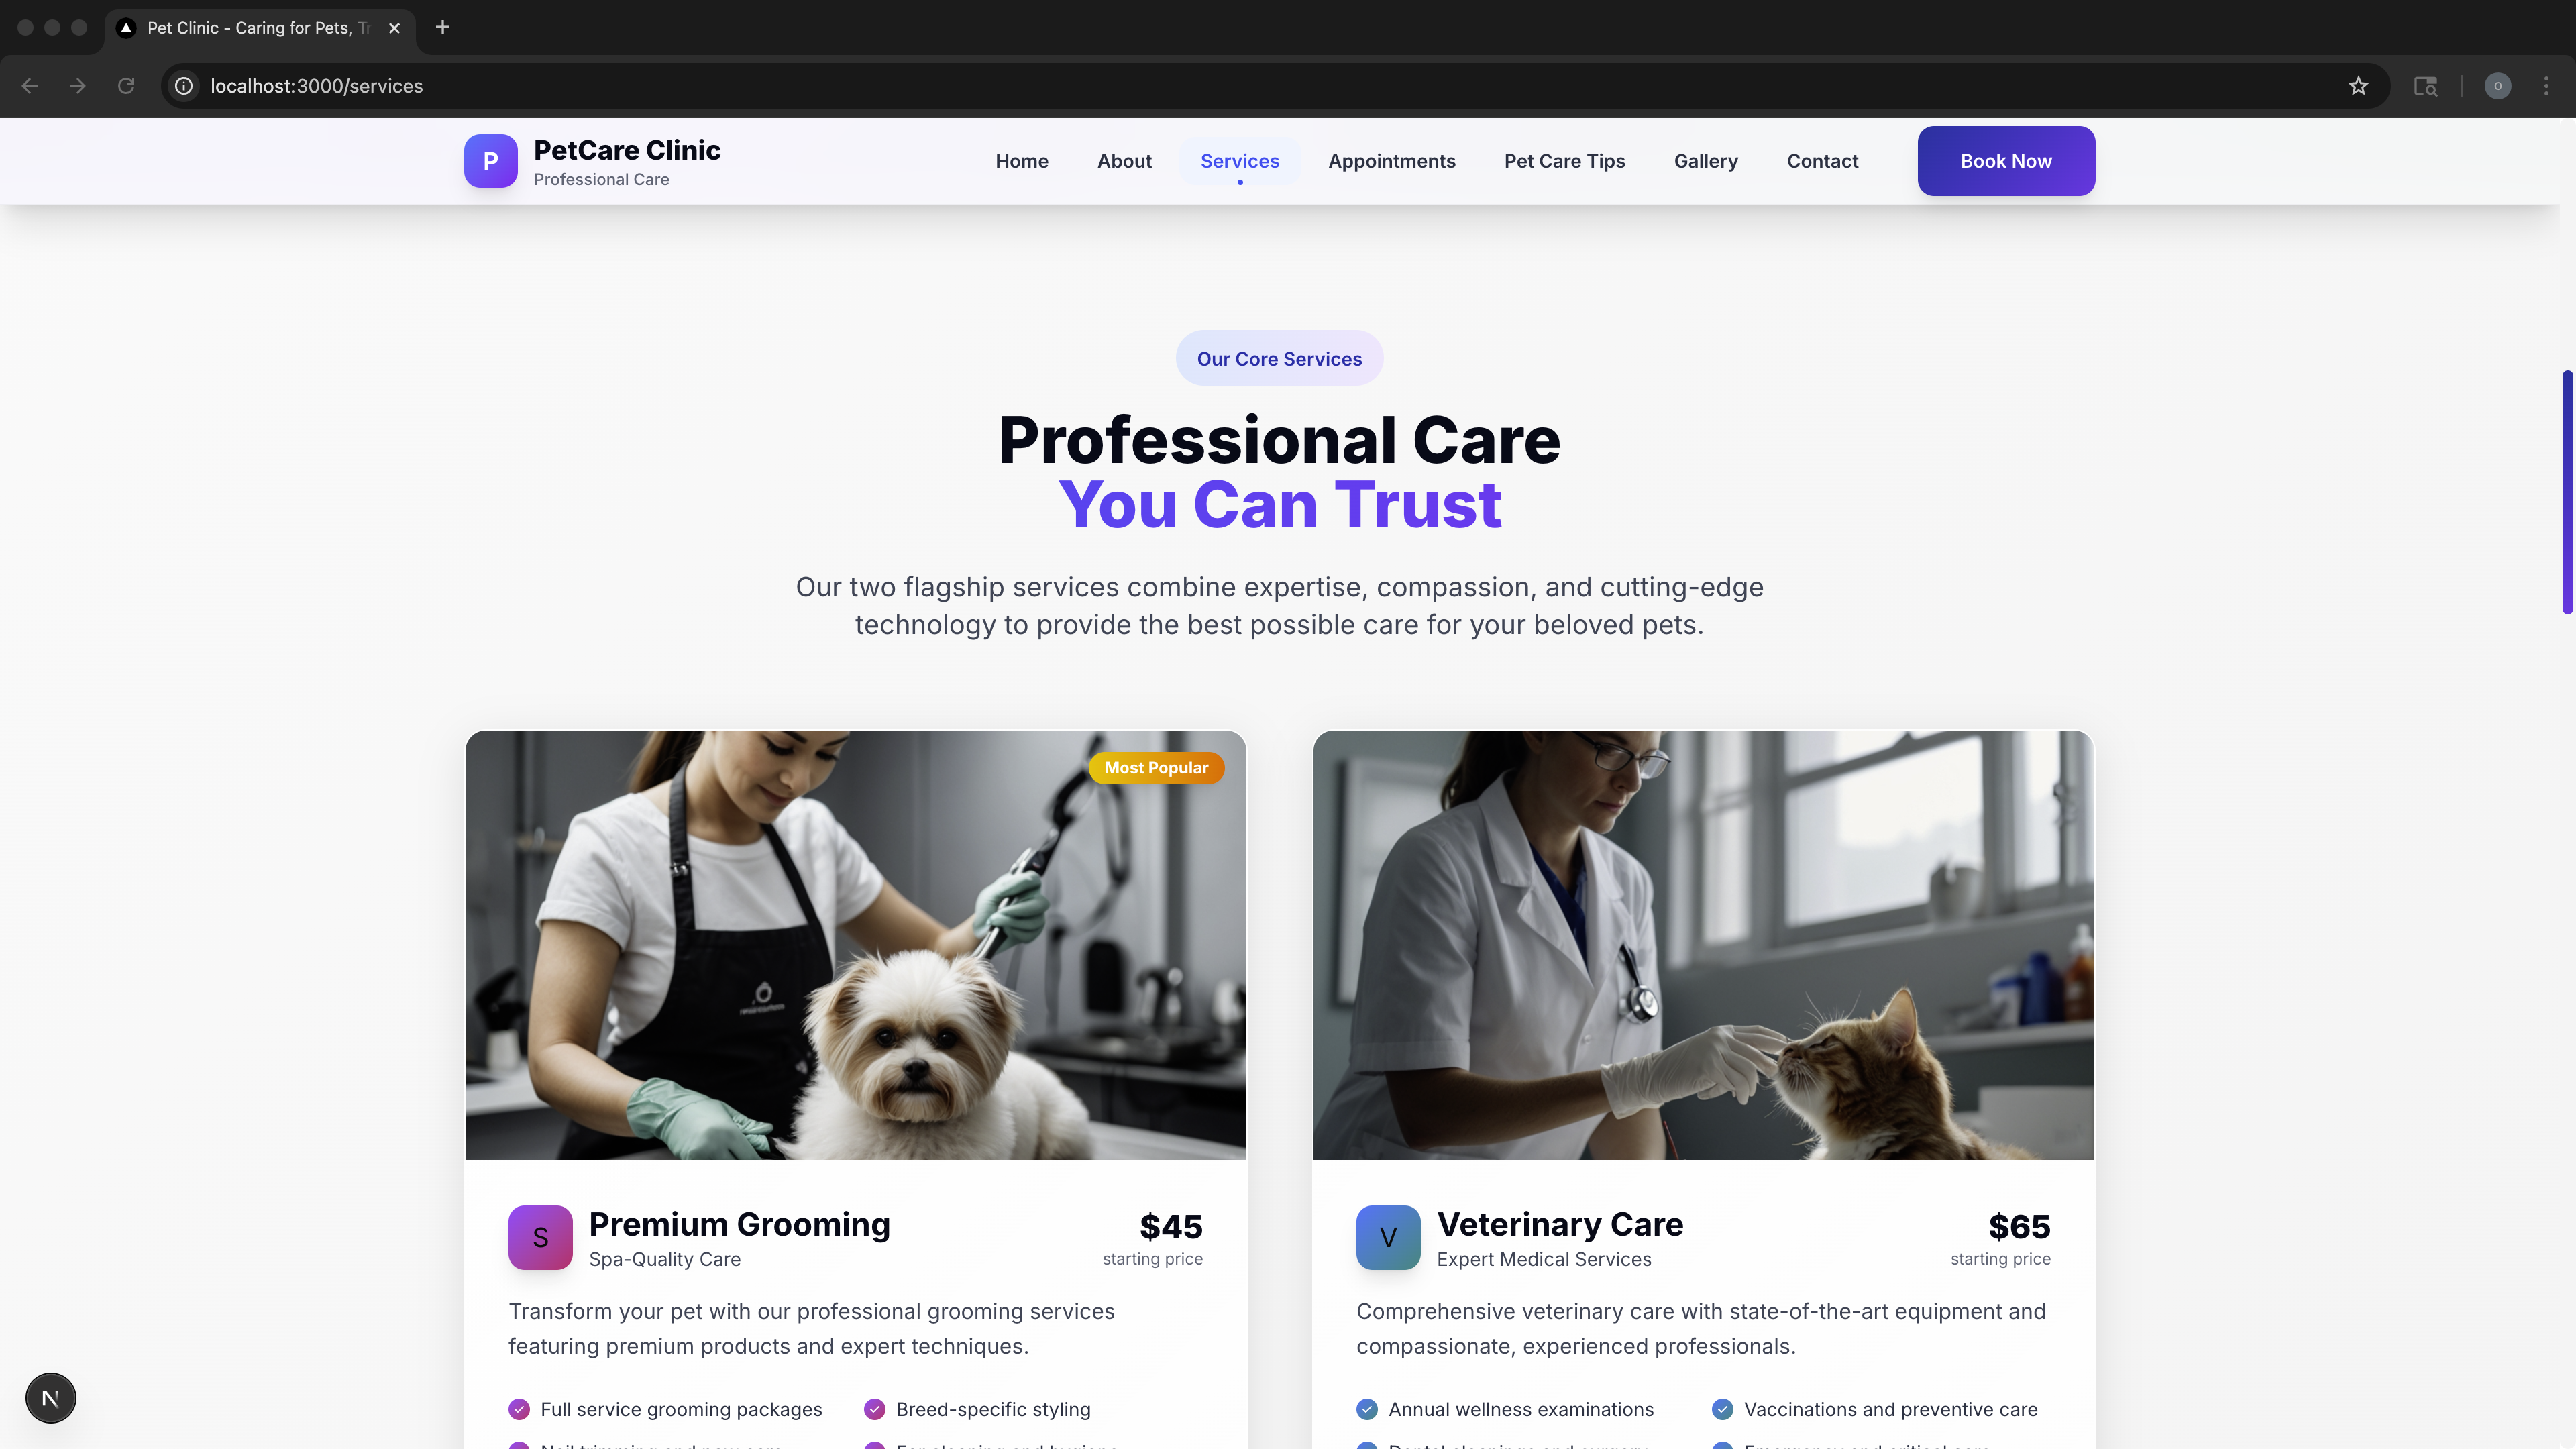 Pet Clinic - Caring for Pets, Tr
localhost:3000/services
P
PetCare Clinic
Professional Care
Home
About
Services
Appointments
Pet Care Tips
Gallery
Contact
Book Now
Our Core Services
Professional Care
You Can Trust
Our two flagship services combine expertise, compassion, and cutting-edge
technology to provide the best possible care for your beloved pets.
Most Popular
S
Premium Grooming
Spa-Quality Care
$45
starting price
Transform your pet with our professional grooming services
featuring premium products and expert techniques.
Full service grooming packages
Breed-specific styling
V
Veterinary Care
Expert Medical Services
$65
starting price
Comprehensive veterinary care with state-of-the-art equipment and
compassionate, experienced professionals.
Annual wellness examinations
Vaccinations and preventive care
N